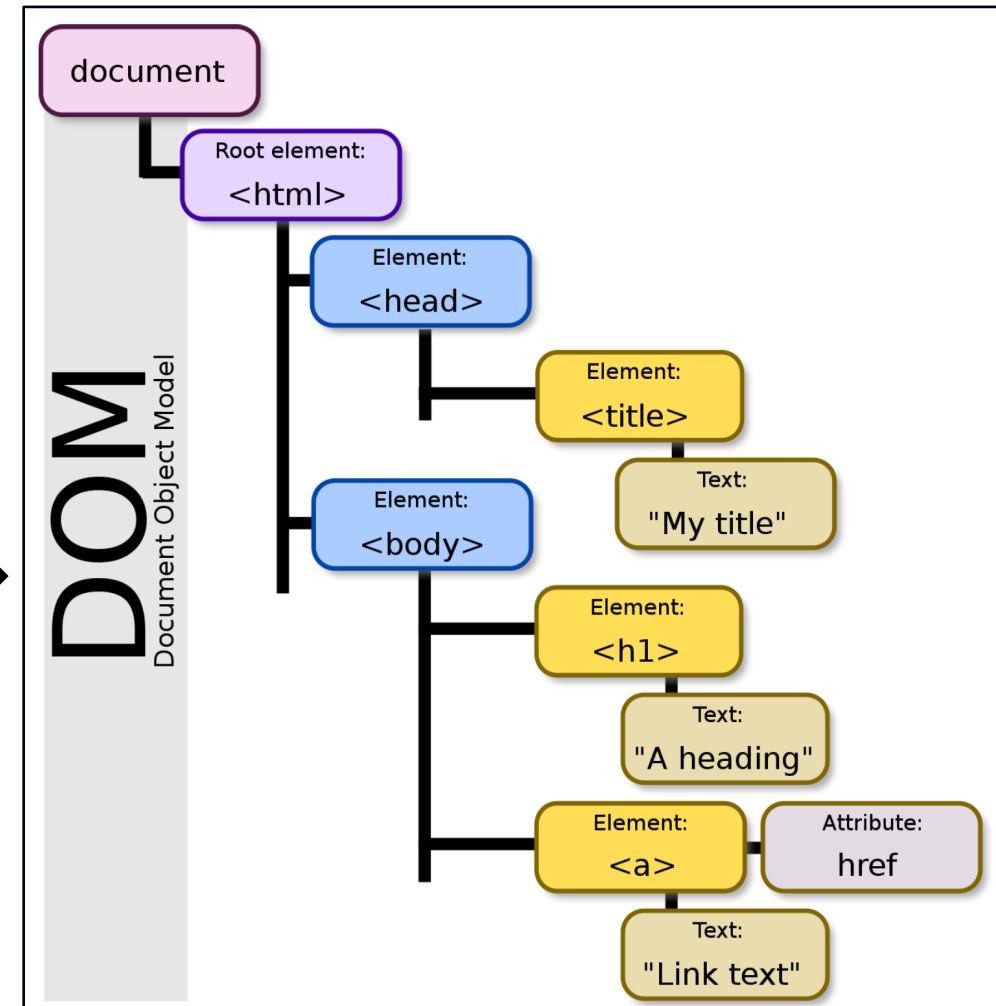 document
Root element:
<html>
Element:
<head>
Element:
<title>
Text:
"My title"
DOM
Document Object Model
Element:
<body>
Element:
<h1>
Text:
"A heading"
Element:
<a>
Attribute:
href
Text:
"Link text"